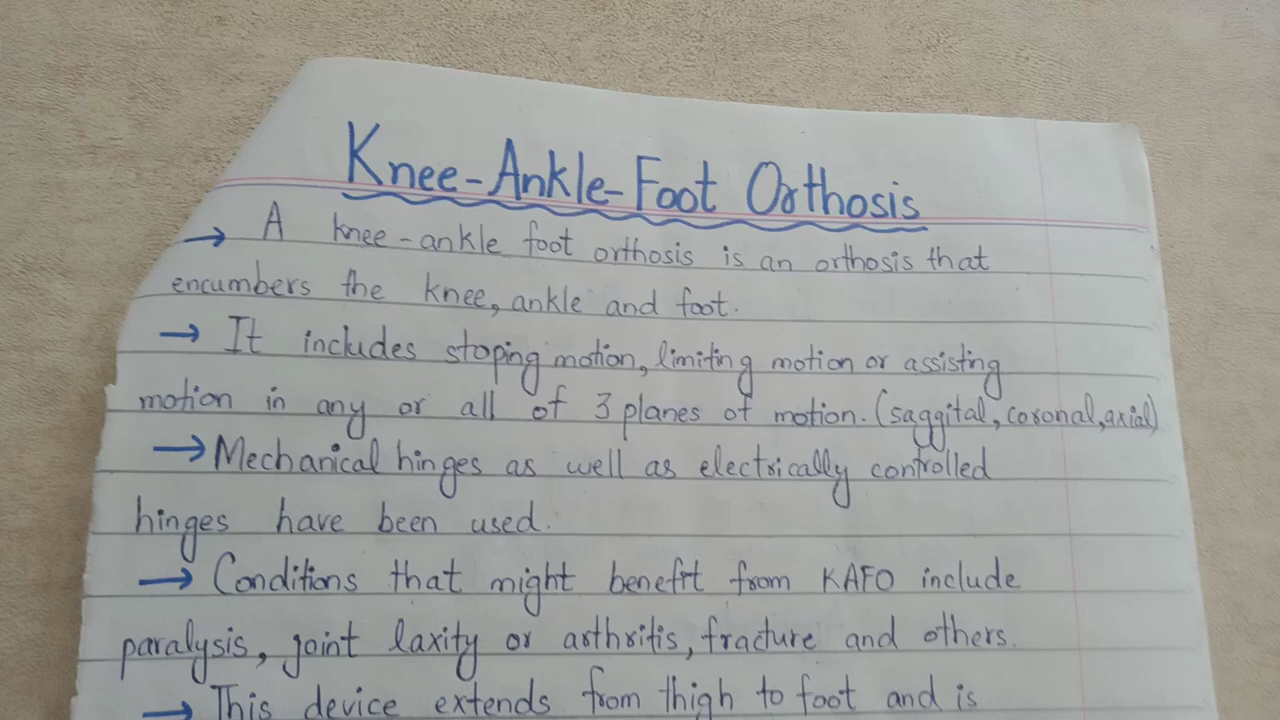 Knee-Ankle-Foot Orthosis
→ A knee-ankle foot orthosis is an orthosis that
encumbers the knee, ankle and foot.
→ It includes stoping motion, limiting motion or assisting
motion in any or all of 3 planes of motion. (saggital, coronal, axial)
→ Mechanical hinges as well as electrically controlled
hinges have been used.
→ Conditions that might benefit from KAFO include
paralysis, joint laxity or arthritis, fracture and others.
→ This device extends from thigh to foot and is